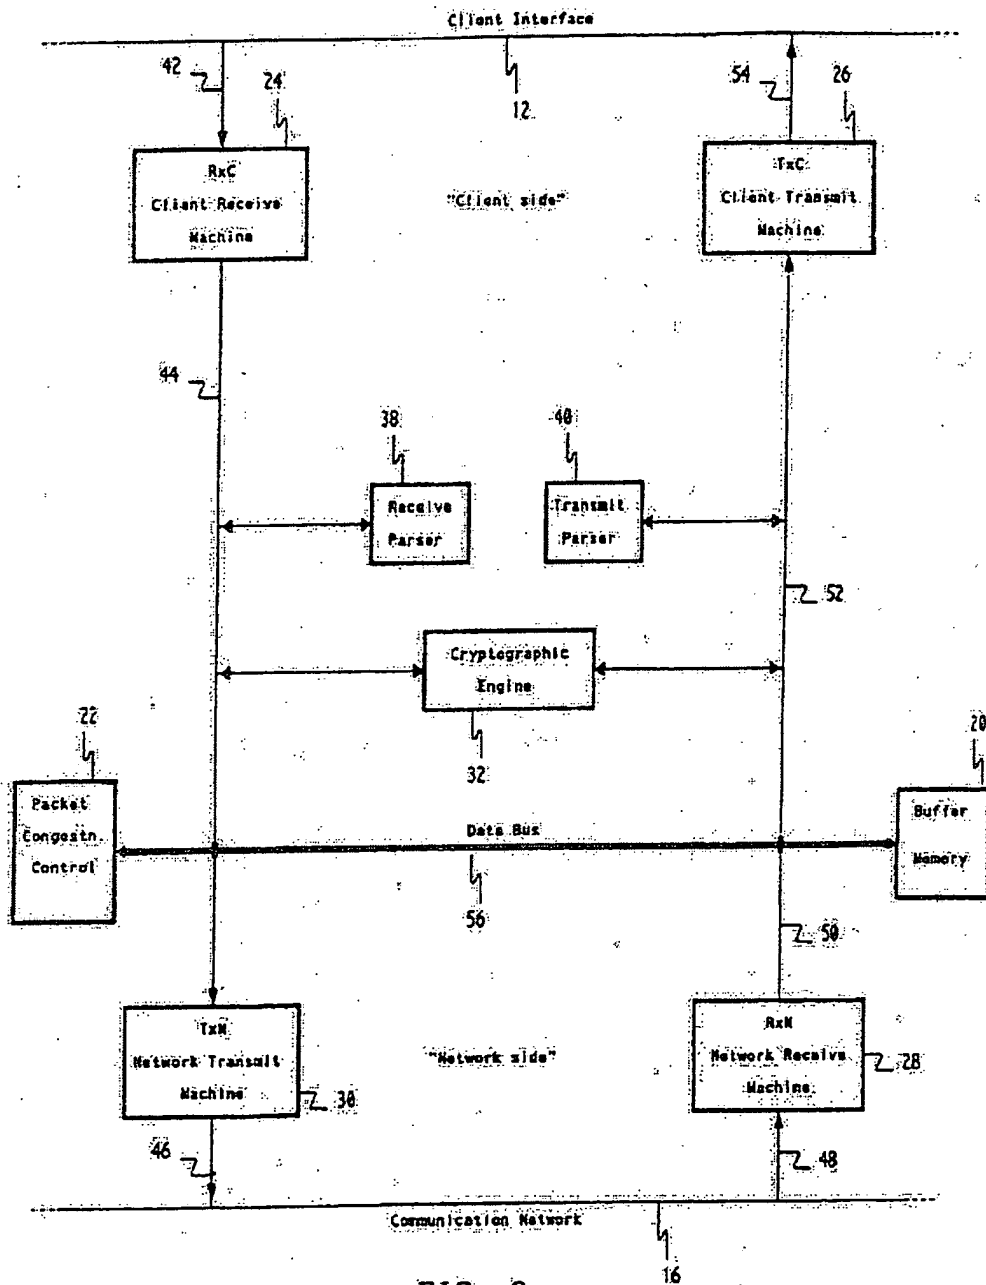 Client Interface
42
24
12
54
26
RxC
Client Receive
Machine
"Client side"
TxC
Client Transmit
Machine
44
38
40
Receive
Parser
Transmit
Parser
52
Cryptographic
Engine
32
22
20
Packet
Congestn.
Control
Data Bus
56
Buffer
Memory
50
TxN
Network Transmit
Machine
30
"Network side"
RxN
Network Receive
Machine
28
46
48
Communication Network
16